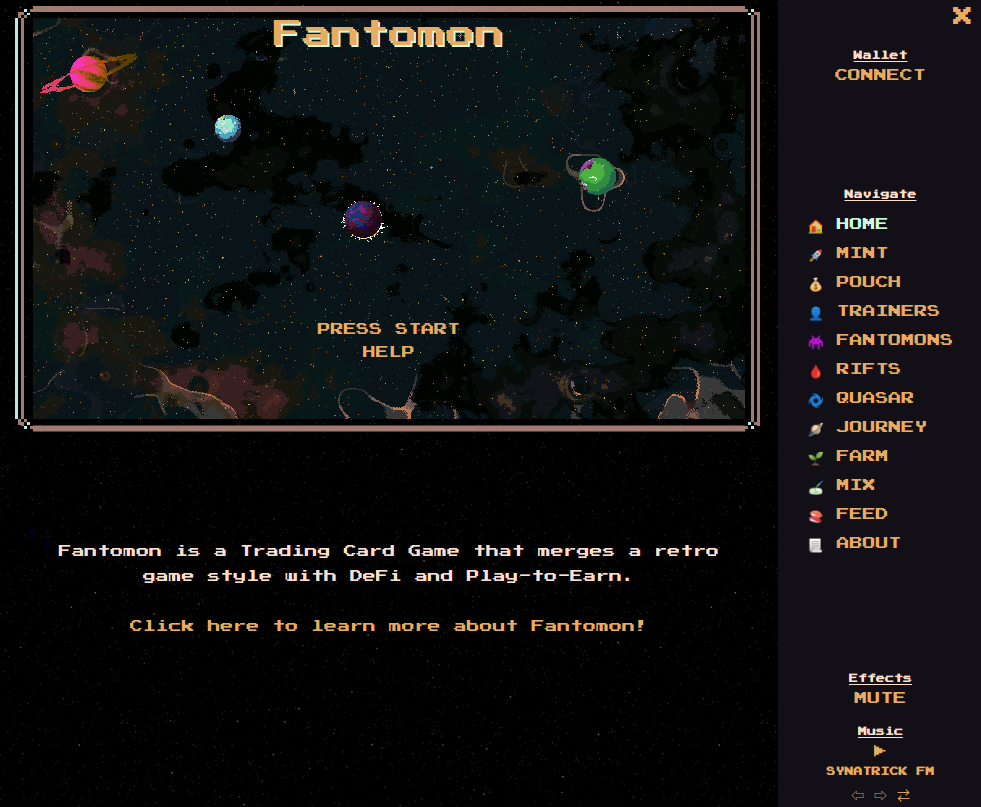 Fantomon
PRESS START
HELP
Fantomon is a Trading Card Game that merges a retro
game style with DeFi and Play-to-Earn.
Click here to learn more about Fantomon!
Wallet
CONNECT
Navigate
HOME
MINT
POUCH
TRAINERS
FANTOMONS
RIFTS
QUASAR
JOURNEY
FARM
MIX
FEED
ABOUT
Effects
MUTE
Music
SYNATRICK FM